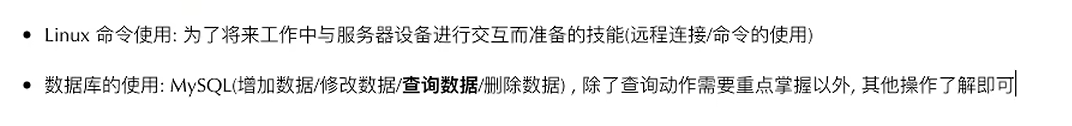 • Linux 命令使用: 为了将来工作中与服务器设备进行交互而准备的技能(远程连接/命令的使用)
• 数据库的使用: MySQL(增加数据/修改数据/查询数据/删除数据) , 除了查询动作需要重点掌握以外, 其他操作了解即可